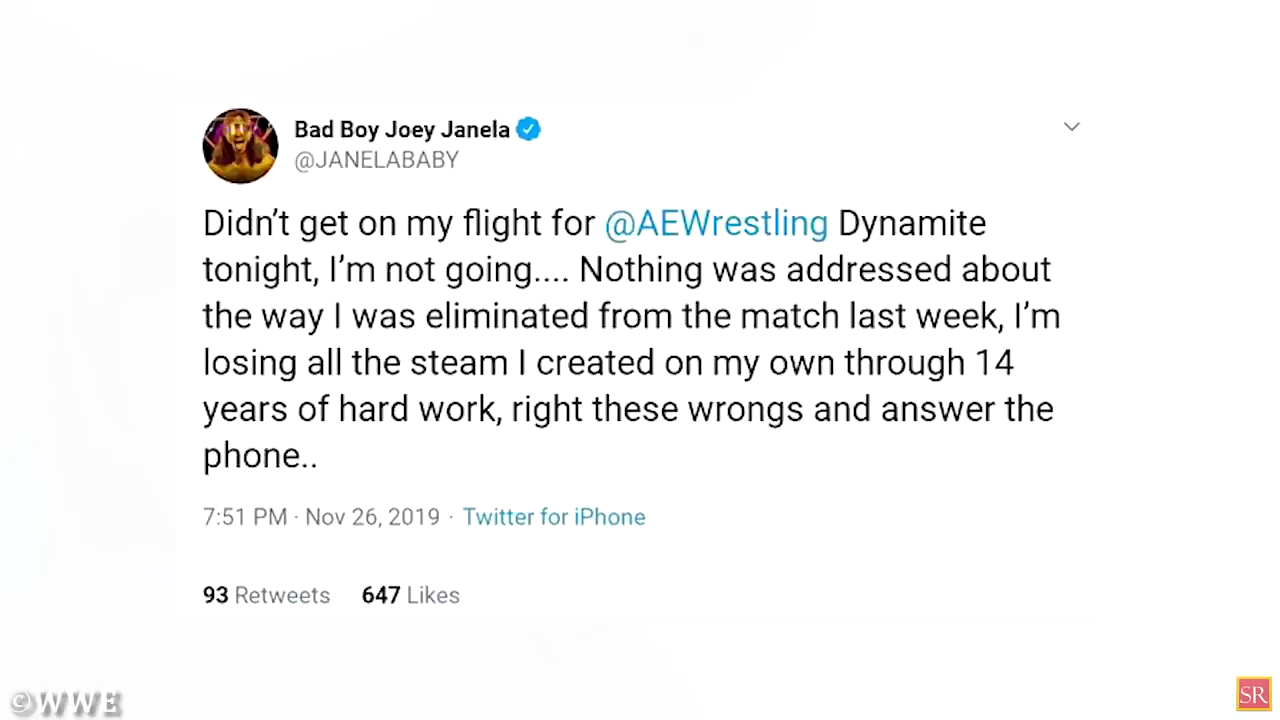 Bad Boy Joey Janela
@JANELABABY
Didn’t get on my flight for @AEWrestling Dynamite
tonight, I’m not going.... Nothing was addressed about
the way I was eliminated from the match last week, I’m
losing all the steam I created on my own through 14
years of hard work, right these wrongs and answer the
phone..
7:51 PM · Nov 26, 2019 · Twitter for iPhone
93 Retweets 647 Likes
©WWE
SR